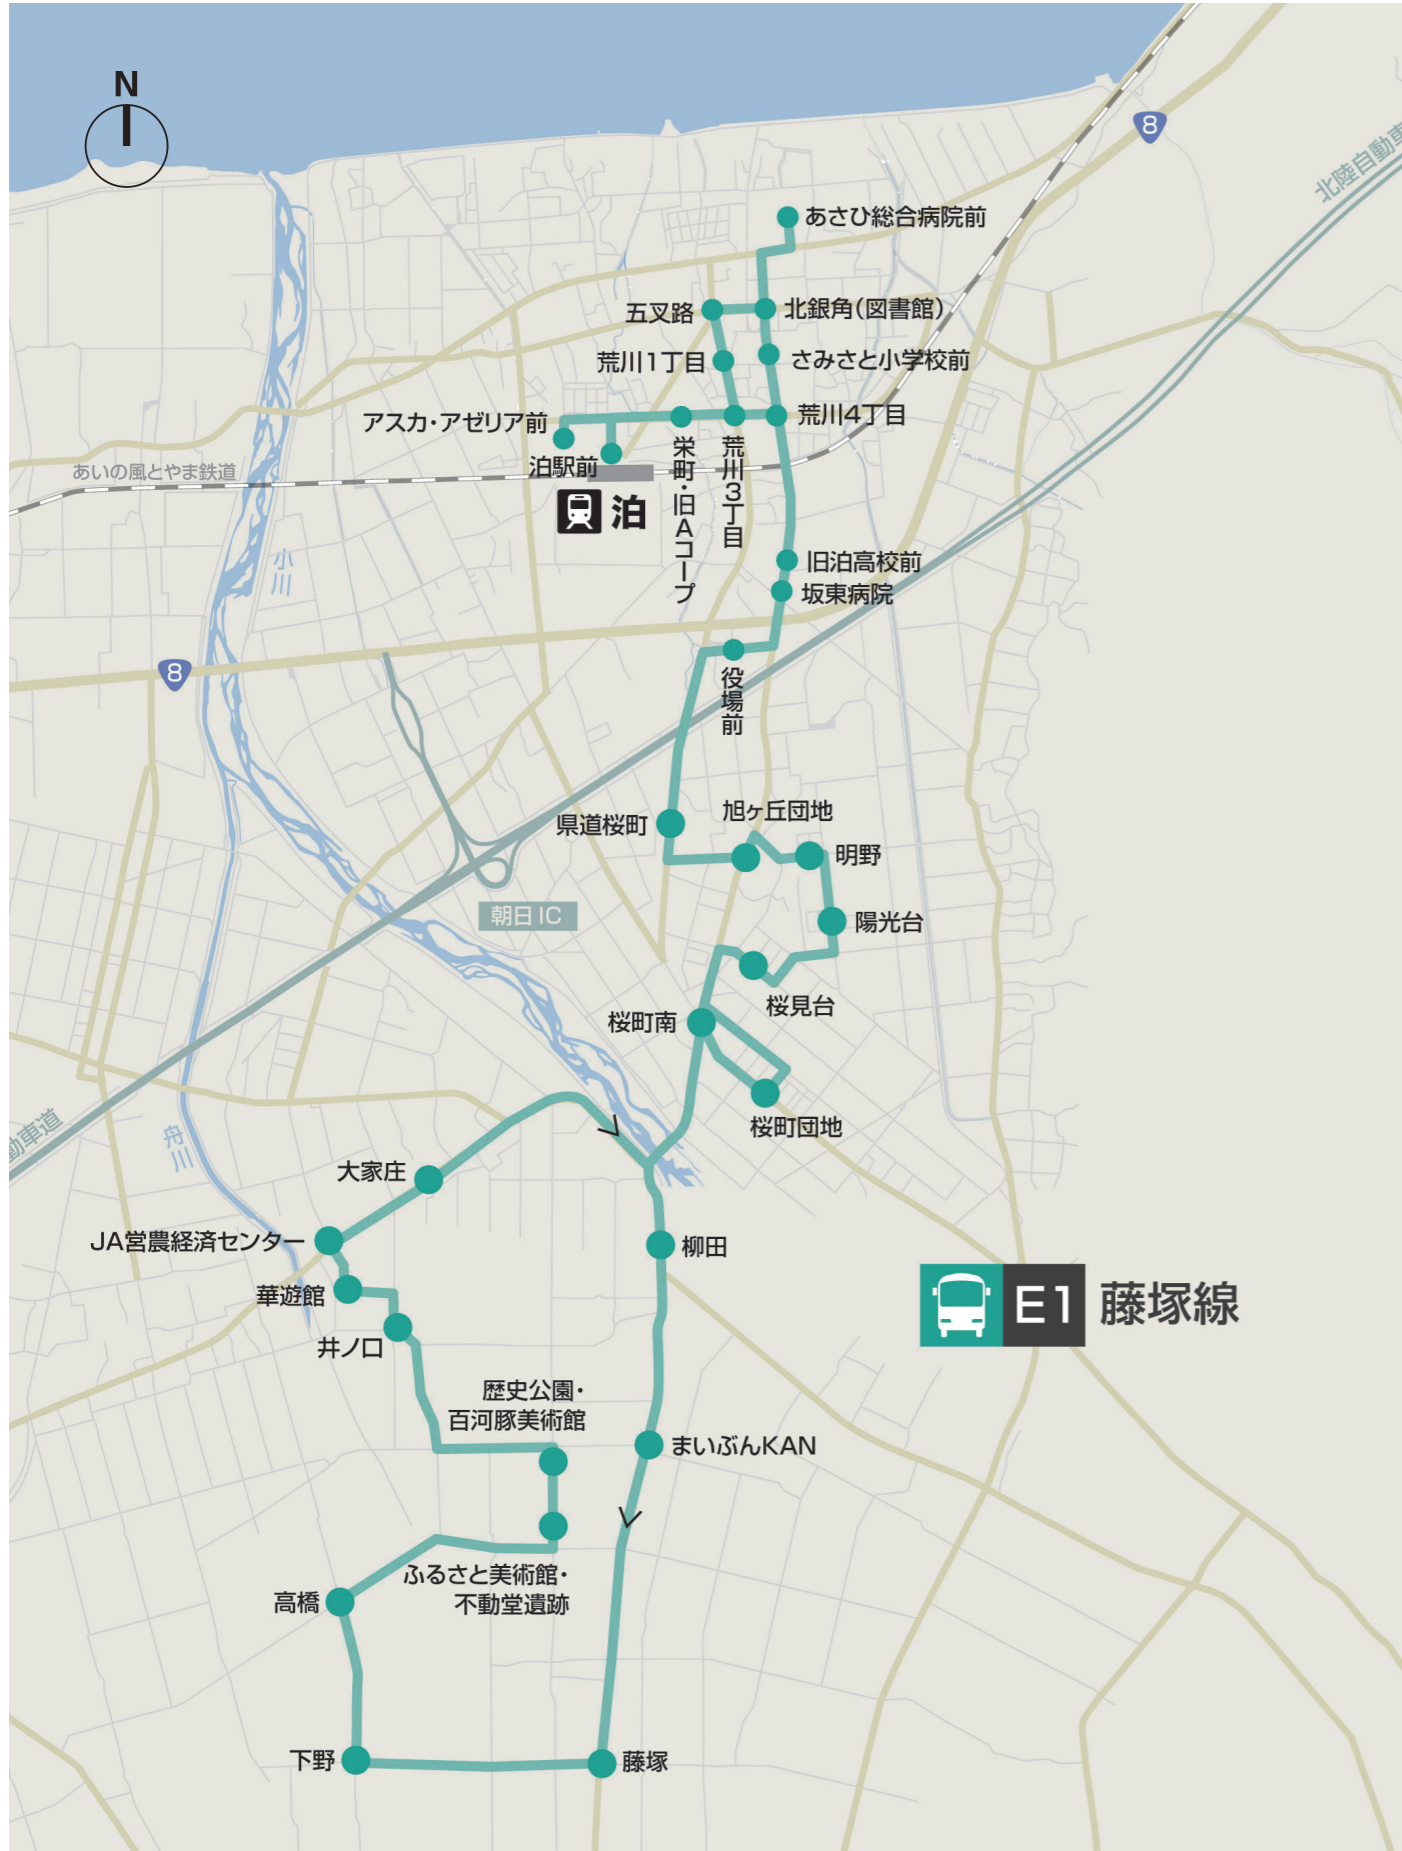 N
8
北陸自動車
あさひ総合病院前
五叉路
北銀角(図書館)
荒川1丁目
さみさと小学校前
アスカ・アゼリア前
荒川4丁目
あいの風とやま鉄道
泊駅前
栄町・旧Aコープ
荒川3丁目
泊
小川
旧泊高校前
坂東病院
8
役場前
県道桜町
旭ヶ丘団地
明野
朝日IC
陽光台
桜見台
桜町南
動車道
舟川
桜町団地
大家庄
JA営農経済センター
柳田
華遊館
E1 藤塚線
井ノ口
歴史公園・
百河豚美術館
まいぶんKAN
ふるさと美術館・
不動堂遺跡
高橋
下野
藤塚